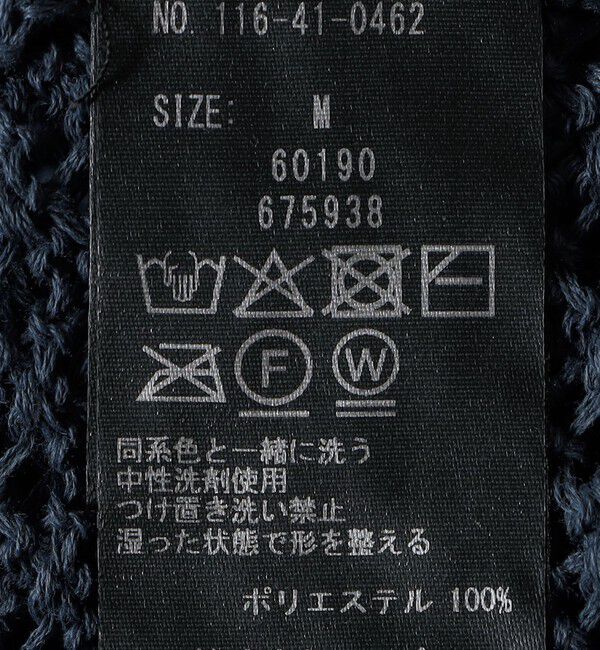 NO. 116-41-0462
SIZE: M
60190
675938
F W
同系色と一緒に洗う
中性洗剤使用
つけ置き洗い禁止
湿った状態で形を整える
ポリエステル 100%